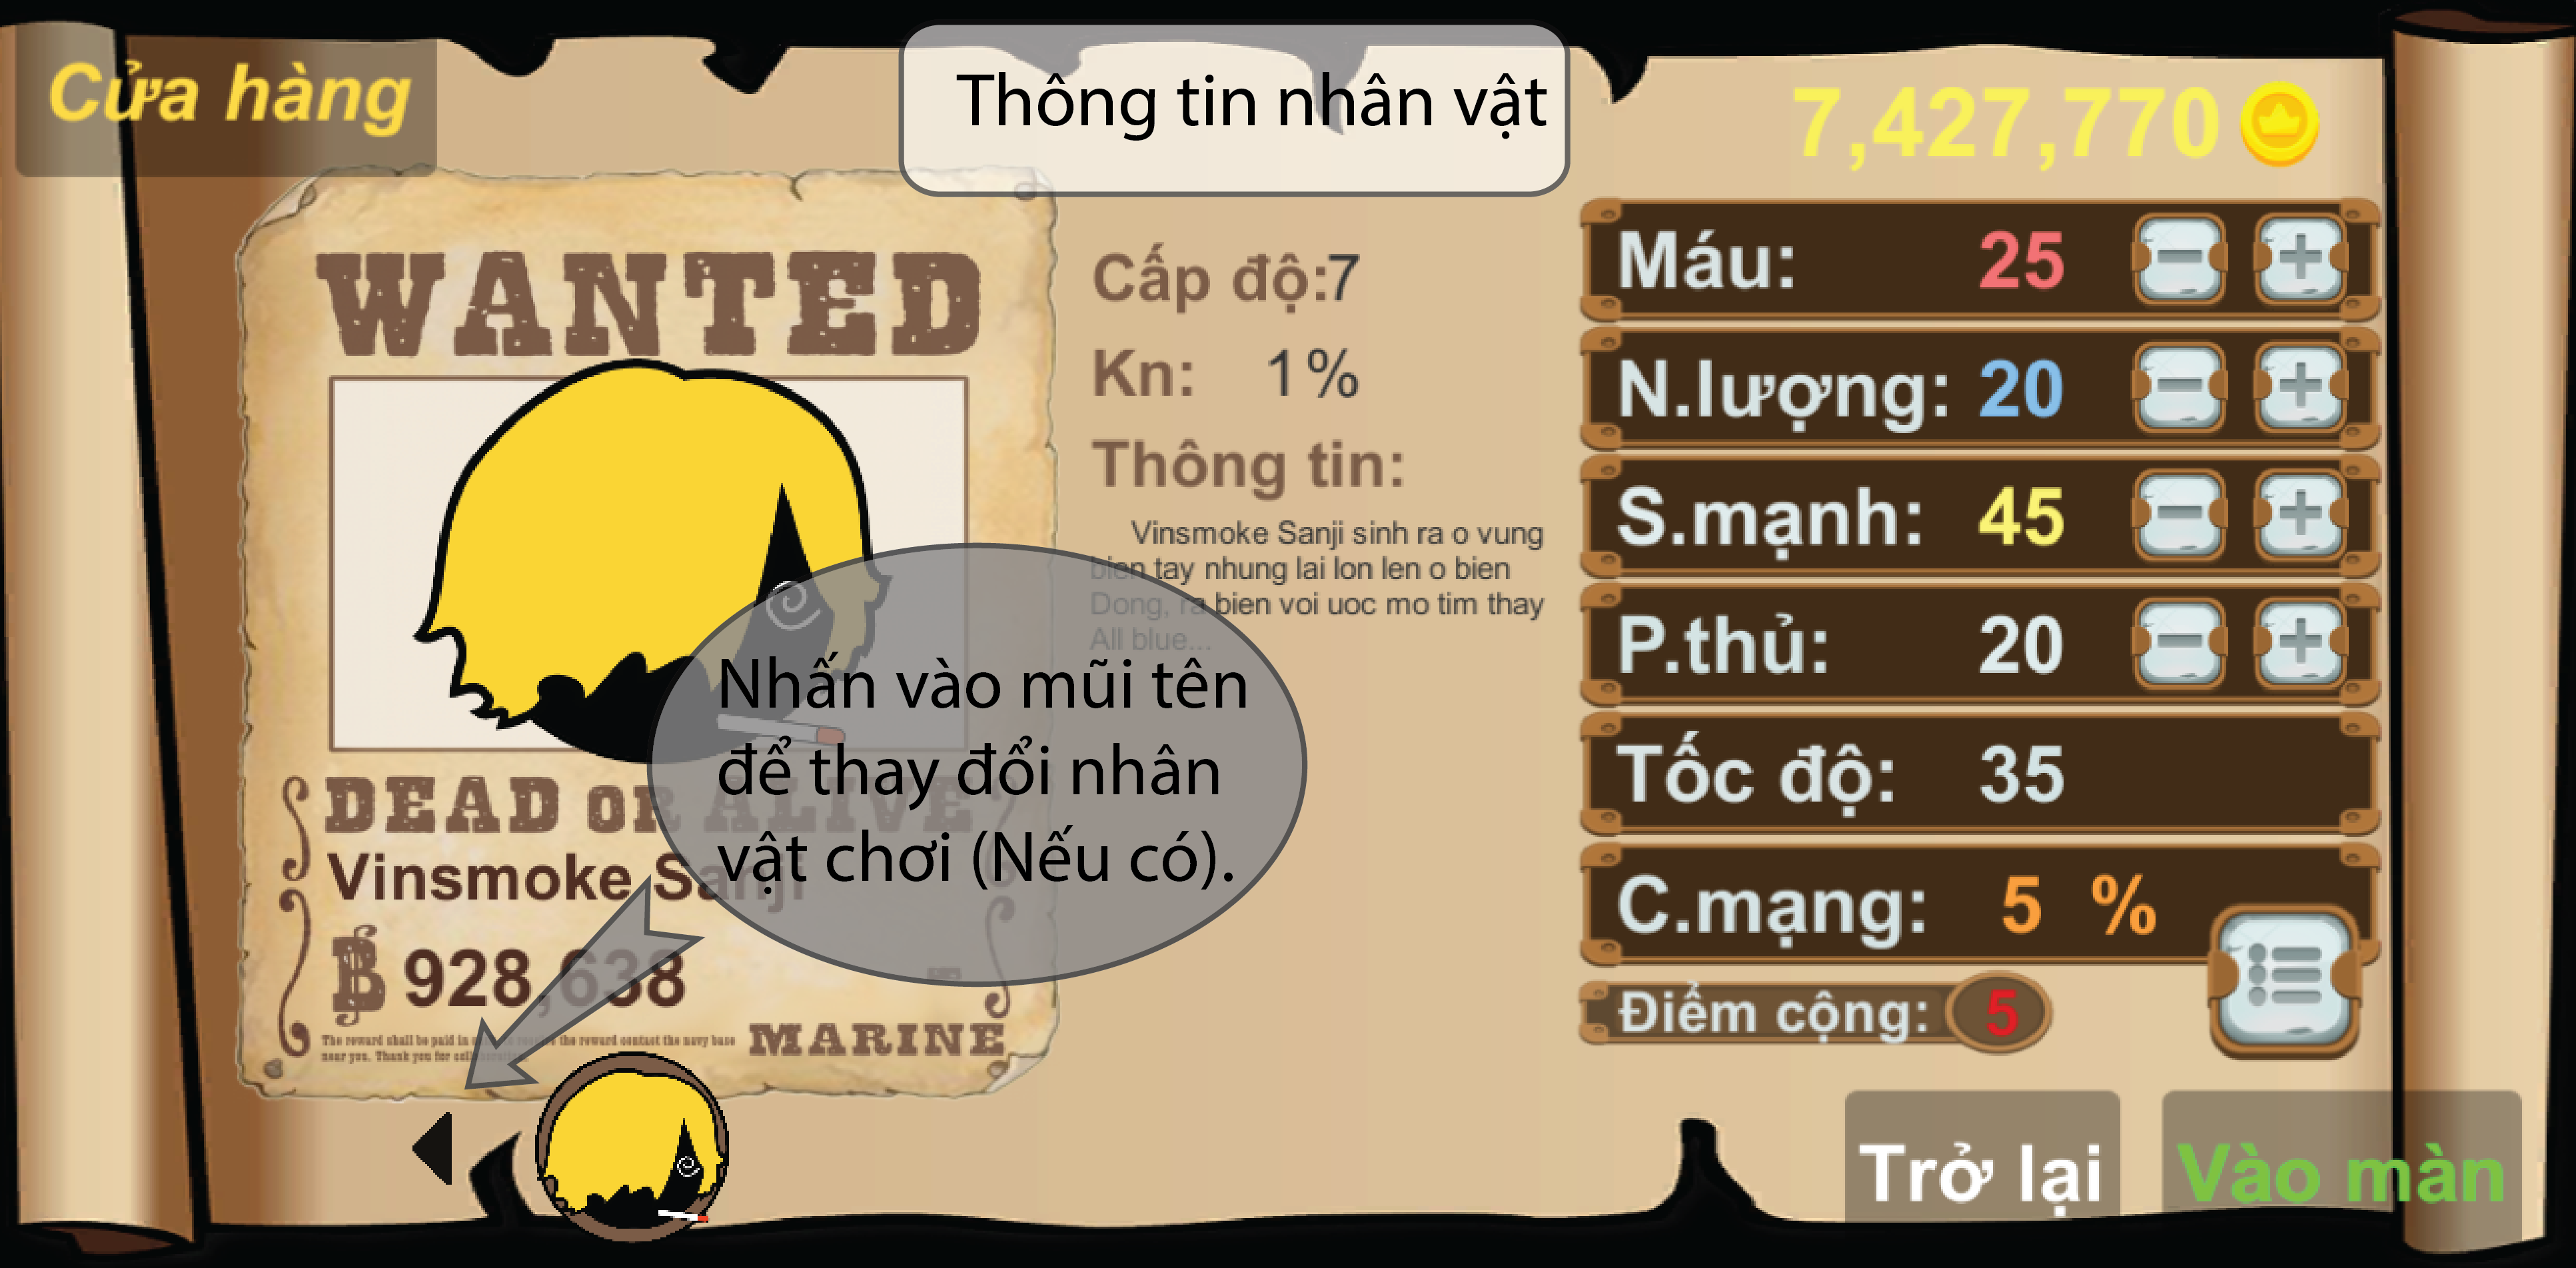 Cửa hàng
Thông tin nhân vật
7,427,770
WANTED
DEAD OR ALIVE
Vinsmoke Sanji
฿ 928,638
The reward shall be paid in the reward contact the navy base
near you. Thank you for
MARINE
Cấp độ:7
Kn: 1%
Thông tin:
Vinsmoke Sanji sinh ra o vung
bien tay nhung lai lon len o bien
Dong, ra bien voi uoc mo tim thay
All blue...
Nhấn vào mũi tên
để thay đổi nhân
vật chơi (Nếu có).
Máu: 25
N.lượng: 20
S.mạnh: 45
P.thủ: 20
Tốc độ: 35
C.mạng: 5 %
Điểm cộng: 5
Trở lại
Vào màn